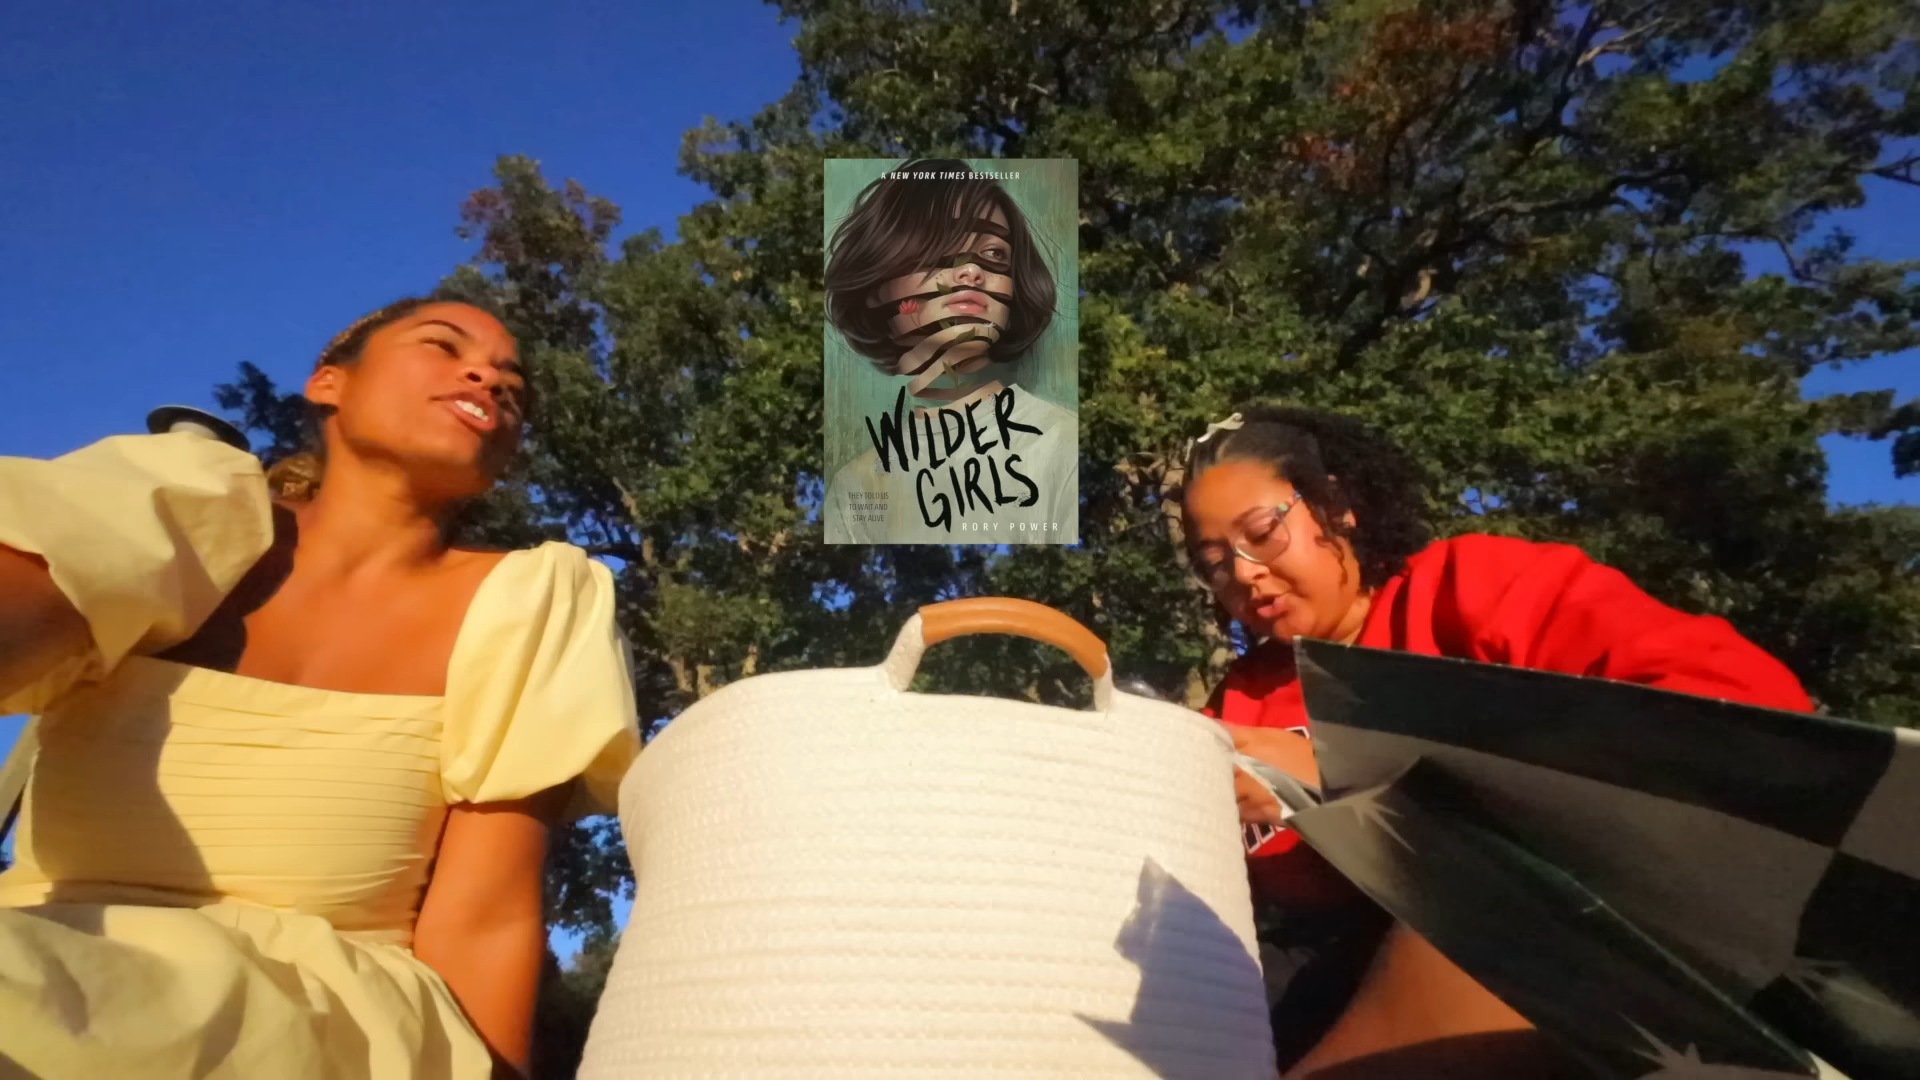 A NEW YORK TIMES BESTSELLER
WILDER
GIRLS
THEY TOLD US
TO WAIT AND
STAY ALIVE
RORY POWER